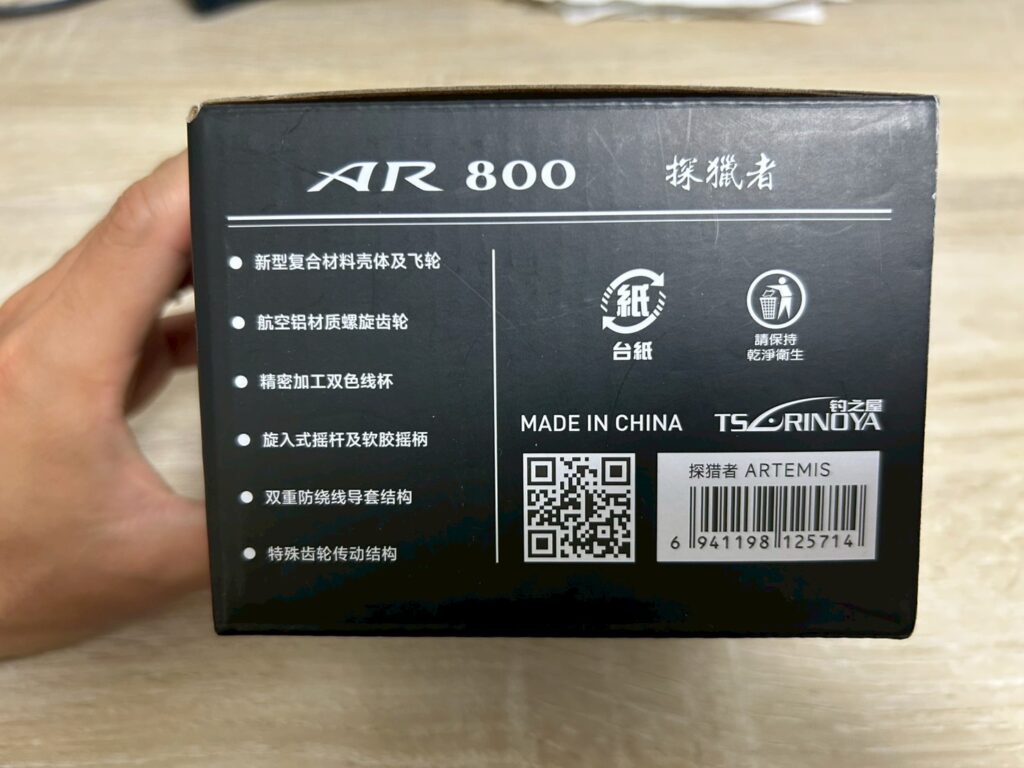 AR 800
探獵者
新型复合材料壳体及飞轮
航空铝材质螺旋齿轮
精密加工双色线杯
旋入式摇杆及软胶摇柄
双重防绕线导套结构
特殊齿轮传动结构
紙
台紙
請保持
乾淨衛生
MADE IN CHINA
钓之屋
TSURINOYA
探猎者 ARTEMIS
6 941198 125714